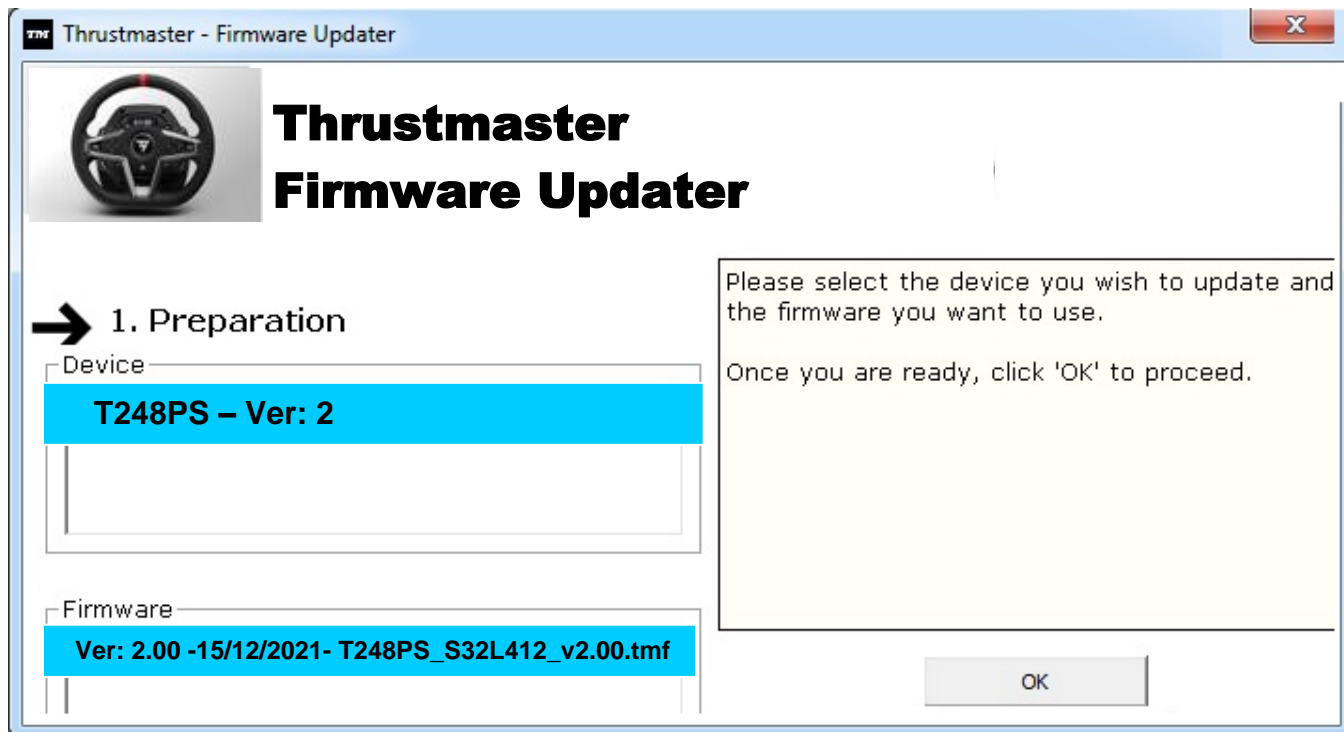 Thrustmaster - Firmware Updater
Thrustmaster
Firmware Updater
1. Preparation
Device
T248PS – Ver: 2
Firmware
Ver: 2.00 -15/12/2021- T248PS_S32L412_v2.00.tmf
Please select the device you wish to update and
the firmware you want to use.
Once you are ready, click 'OK' to proceed.
OK